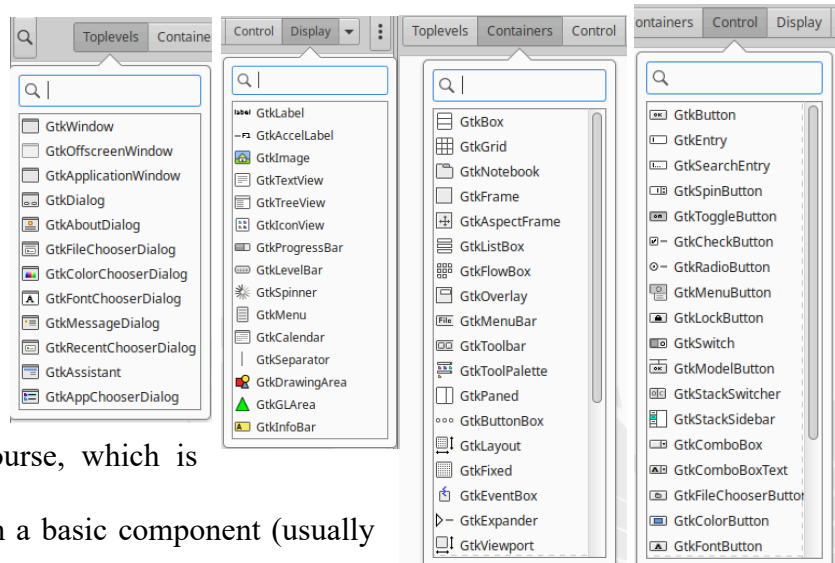 Toplevels Containe
GtkWindow
GtkOffscreenWindow
GtkApplicationWindow
GtkDialog
GtkAboutDialog
GtkFileChooserDialog
GtkColorChooserDialog
GtkFontChooserDialog
GtkMessageDialog
GtkRecentChooserDialog
GtkAssistant
GtkAppChooserDialog
Control Display
label GtkLabel
GtkAccelLabel
GtkImage
GtkTextView
GtkTreeView
GtkIconView
GtkProgressBar
GtkLevelBar
GtkSpinner
GtkMenu
GtkCalendar
GtkSeparator
GtkDrawingArea
GtkGLArea
GtkInfoBar
Toplevels Containers Control
GtkBox
GtkGrid
GtkNotebook
GtkFrame
GtkAspectFrame
GtkListBox
GtkFlowBox
GtkOverlay
File GtkMenuBar
GtkToolbar
GtkToolPalette
GtkPaned
GtkButtonBox
GtkLayout
GtkFixed
GtkEventBox
GtkExpander
GtkViewport
ontainers Control Display
OK GtkButton
GtkEntry
GtkSearchEntry
GtkSpinButton
GtkToggleButton
GtkCheckButton
GtkRadioButton
GtkMenuButton
GtkLockButton
GtkSwitch
GtkModelButton
GtkStackSwitcher
GtkStackSidebar
GtkComboBox
GtkComboBoxText
GtkFileChooserButtor
GtkColorButton
GtkFontButton
ourse, which is
a basic component (usually